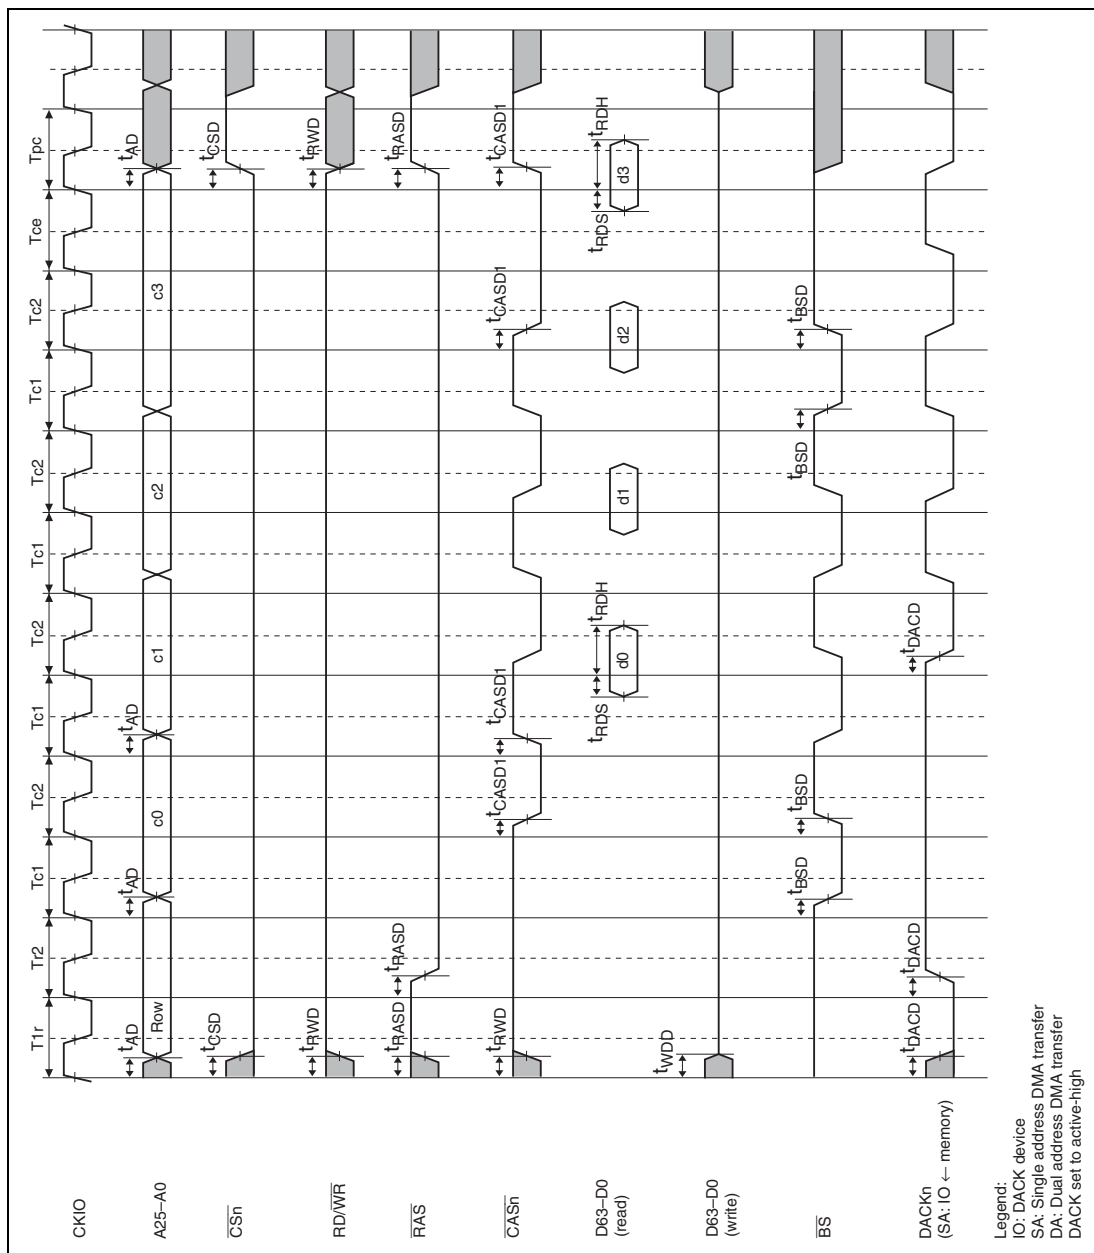 T1r Tr2 Tc1 Tc2 Tc1 Tc2 Tc1 Tc2 Tc1 Tc2 Tce Tpc
CKIO
tAD tAD tAD tAD
A25–A0 Row c0 c1 c2 c3
tCSD tCSD
CSn
tRWD tRWD
RD/WR
tRASD tRASD tRASD
RAS
tRWD tCASD1 tCASD1 tCASD1 tCASD1
CASn
tRDS tRDH tRDS tRDH
D63–D0 d0 d1 d2 d3
(read)
tWDD
D63–D0
(write)
tBSD tBSD tBSD tBSD
BS
tDACD tDACD tDACD
DACKn
(SA: IO ← memory)
Legend:
IO: DACK device
SA: Single address DMA transfer
DA: Dual address DMA transfer
DACK set to active-high